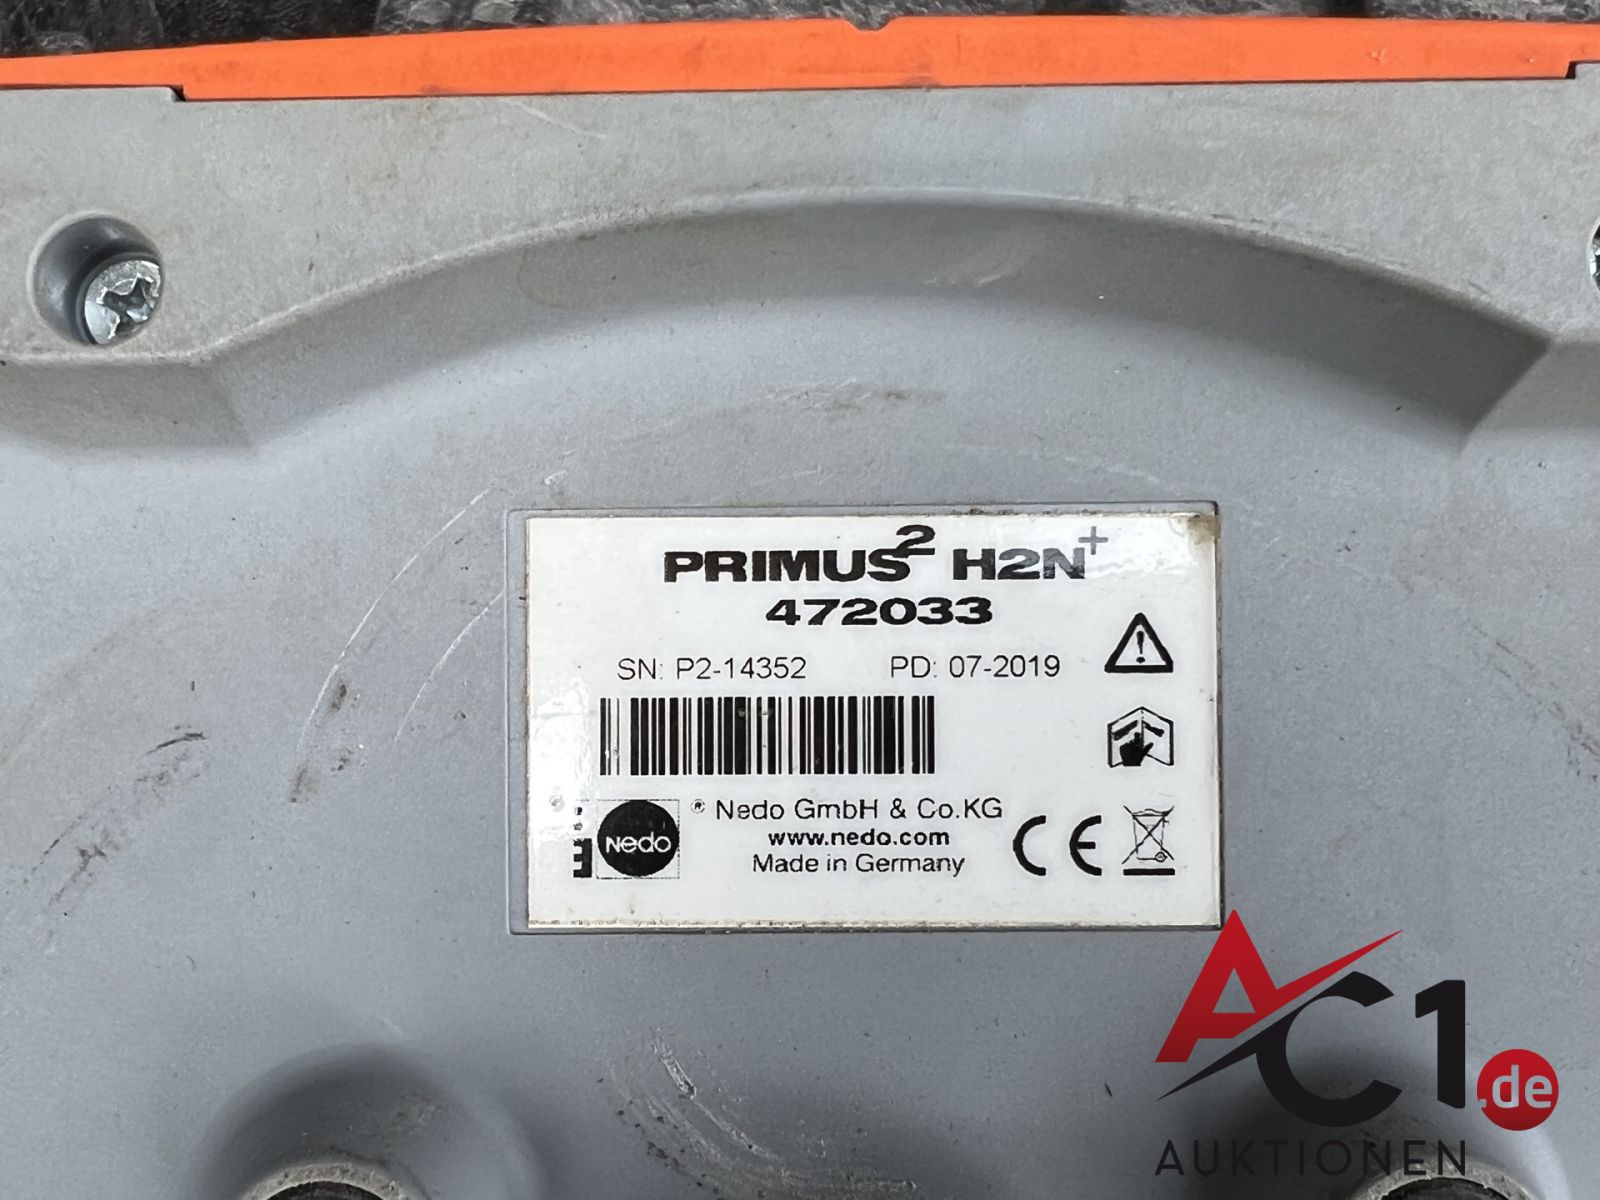 PRIMUS² H2N⁺
472033
SN: P2-14352 PD: 07-2019
Nedo ® Nedo GmbH & Co.KG
www.nedo.com
Made in Germany
CE
AC1.de
AUKTIONEN